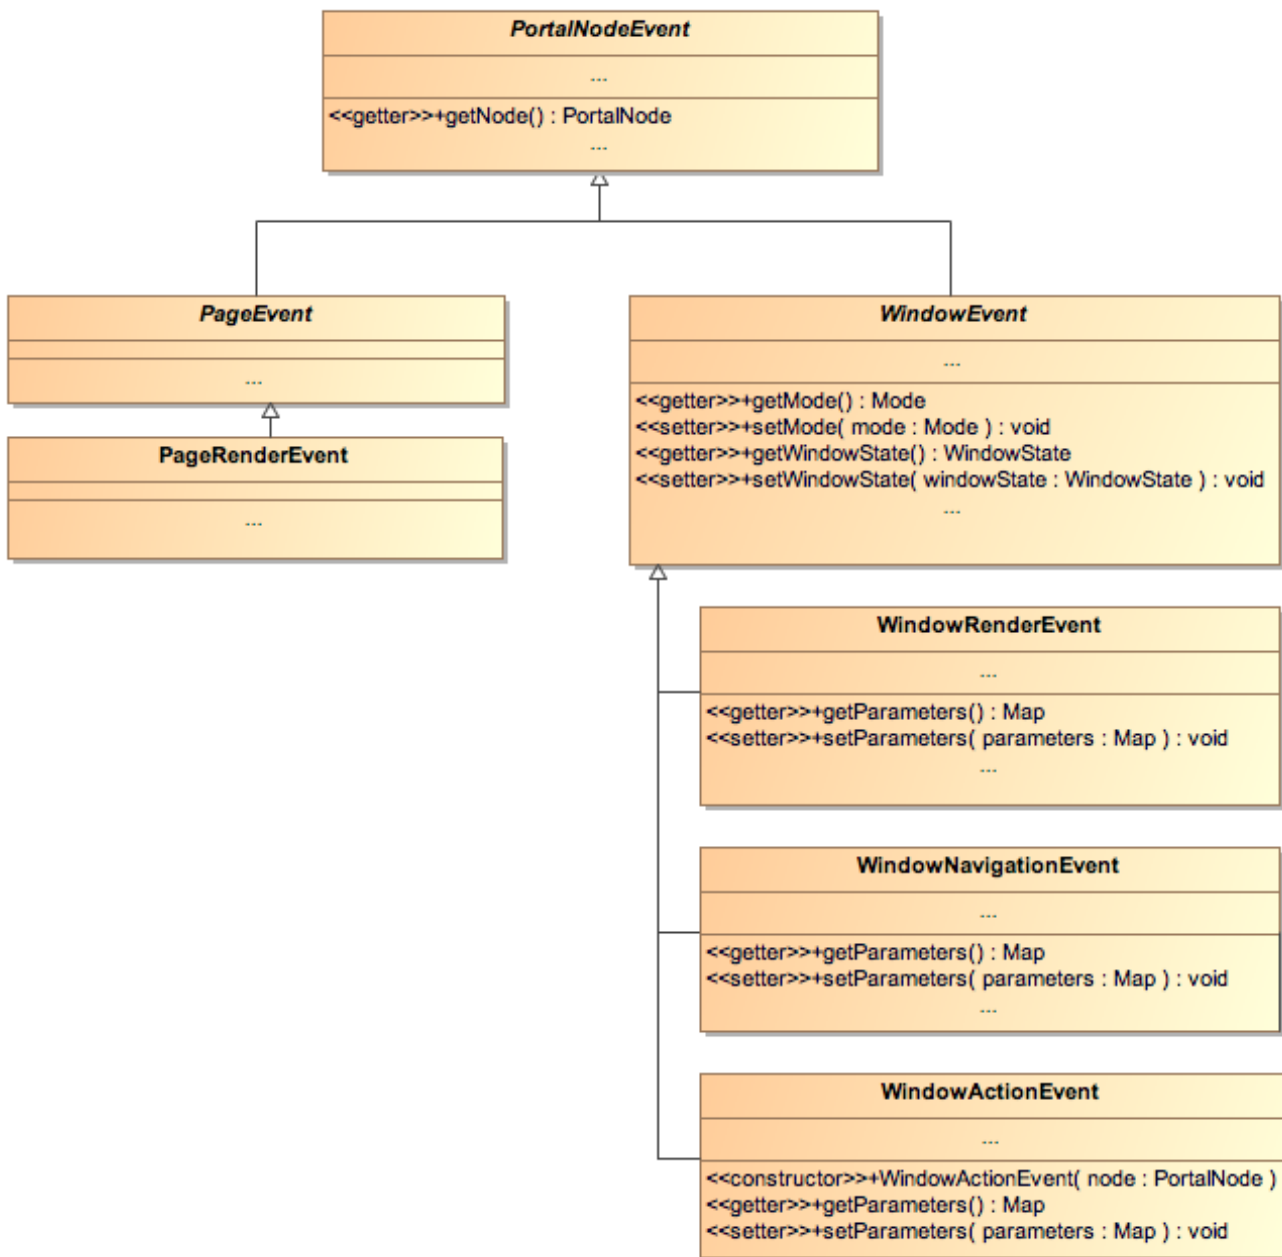 PortalNodeEvent
...
<<getter>>+getNode() : PortalNode
...
PageEvent
...
PageRenderEvent
...
WindowEvent
...
<<getter>>+getMode() : Mode
<<setter>>+setMode( mode : Mode ) : void
<<getter>>+getWindowState() : WindowState
<<setter>>+setWindowState( windowState : WindowState ) : void
...
WindowRenderEvent
...
<<getter>>+getParameters() : Map
<<setter>>+setParameters( parameters : Map ) : void
...
WindowNavigationEvent
...
<<getter>>+getParameters() : Map
<<setter>>+setParameters( parameters : Map ) : void
...
WindowActionEvent
...
<<constructor>>+WindowActionEvent( node : PortalNode )
<<getter>>+getParameters() : Map
<<setter>>+setParameters( parameters : Map ) : void